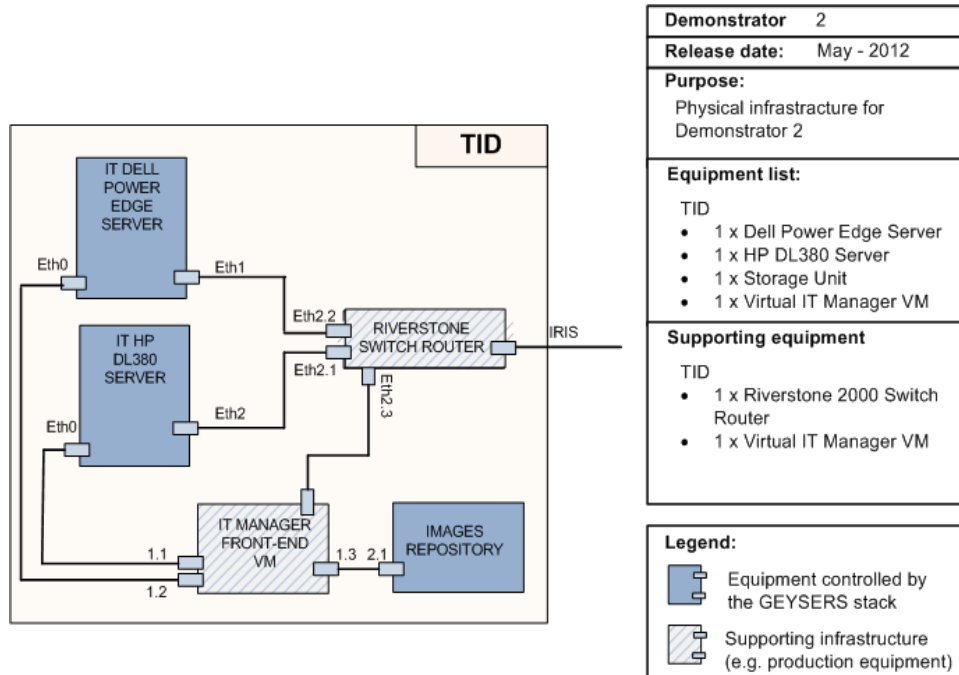 TID
IT DELL
POWER
EDGE
SERVER
Eth0
Eth1
Eth2.2
RIVERSTONE
SWITCH ROUTER
IRIS
IT HP
DL380
SERVER
Eth2.1
Eth2.3
Eth0
Eth2
IT MANAGER
FRONT-END
VM
1.1
1.2
1.3
2.1
IMAGES
REPOSITORY
Demonstrator 2
Release date: May - 2012
Purpose:
Physical infrastracture for
Demonstrator 2
Equipment list:
TID
• 1 x Dell Power Edge Server
• 1 x HP DL380 Server
• 1 x Storage Unit
• 1 x Virtual IT Manager VM
Supporting equipment
TID
• 1 x Riverstone 2000 Switch
Router
• 1 x Virtual IT Manager VM
Legend:
Equipment controlled by
the GEYSERS stack
Supporting infrastructure
(e.g. production equipment)